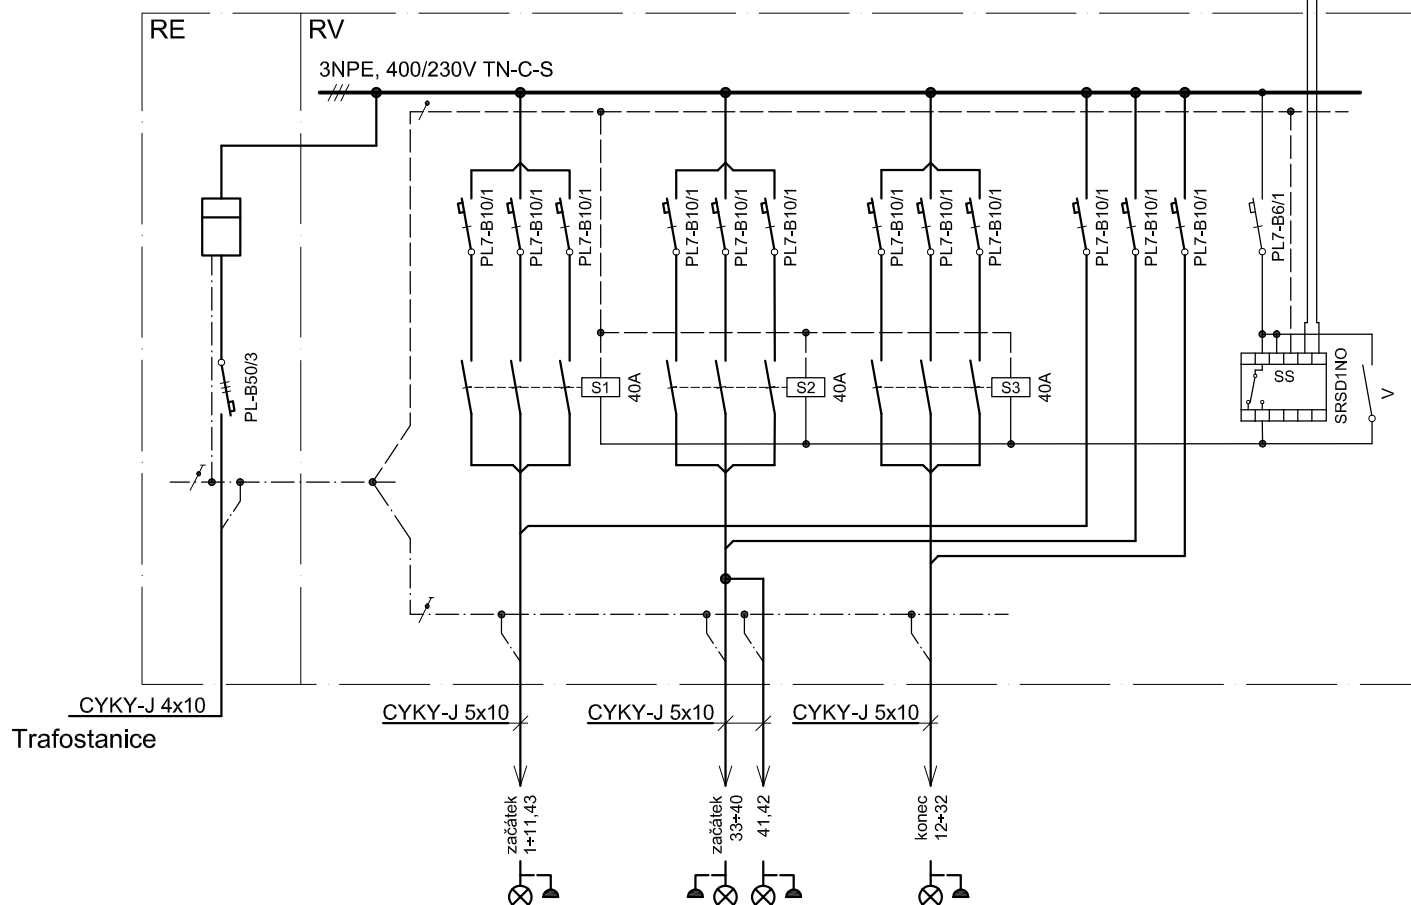 RE
RV
3NPE, 400/230V TN-C-S
PL7-B10/1
PL7-B10/1
PL7-B10/1
PL7-B10/1
PL7-B10/1
PL7-B10/1
PL7-B10/1
PL7-B10/1
PL7-B10/1
PL7-B10/1
PL7-B10/1
PL7-B10/1
PL7-B6/1
PL-B50/3
S1
40A
S2
40A
S3
40A
SS
SRSD1NO
V
CYKY-J 4x10
Trafostanice
CYKY-J 5x10
CYKY-J 5x10
CYKY-J 5x10
začátek
1÷11,43
začátek
33÷40
41,42
konec
12÷32